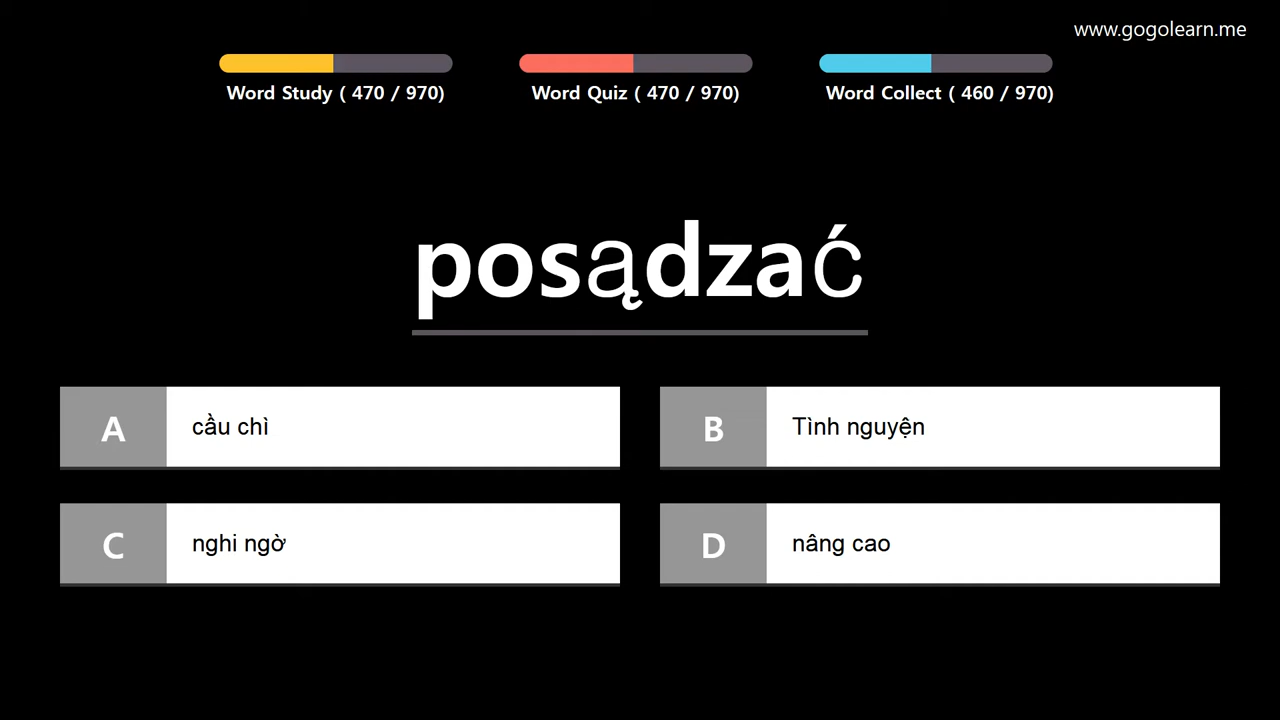 www.gogolearn.me
Word Study ( 470 / 970)
Word Quiz ( 470 / 970)
Word Collect ( 460 / 970)
posądzać
A cầu chì
B Tình nguyện
C nghi ngờ
D nâng cao